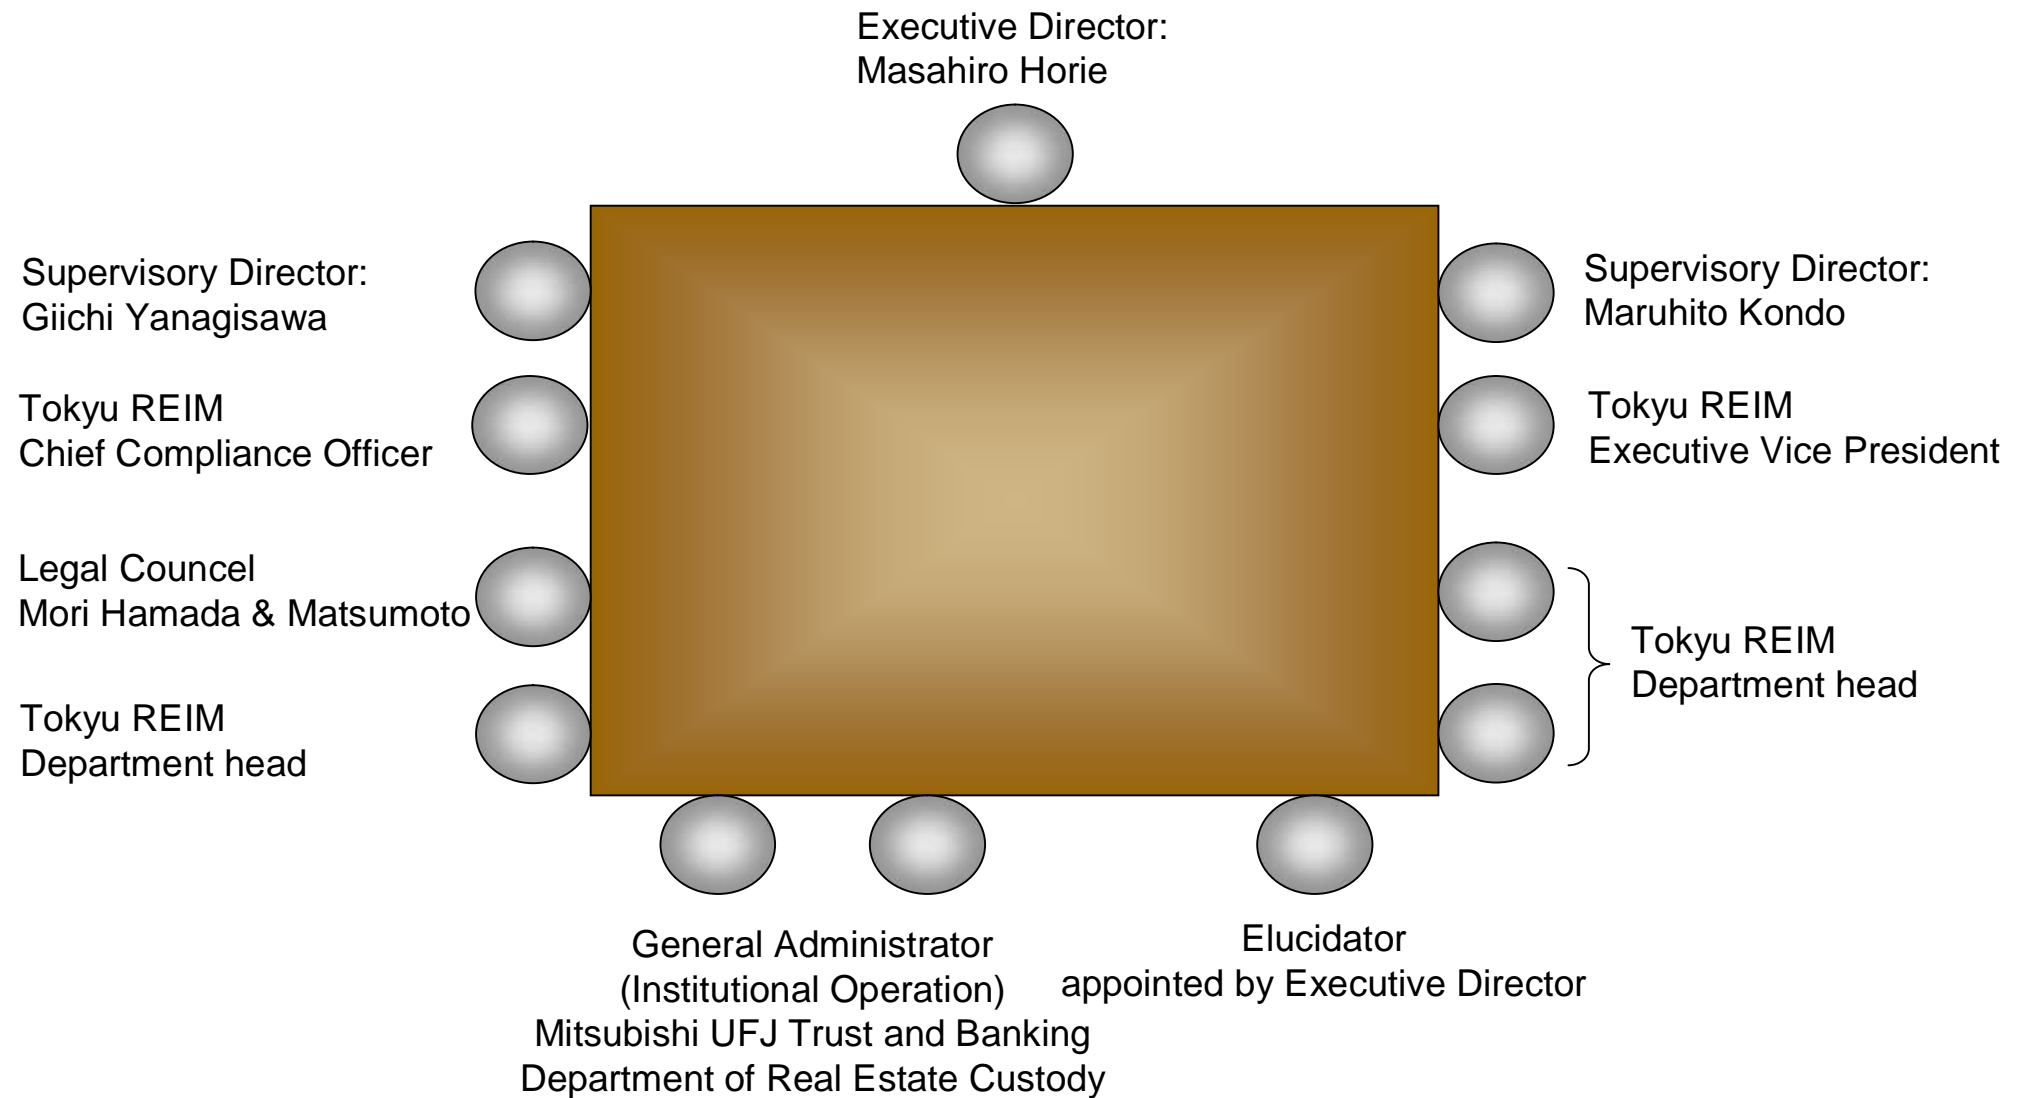 Executive Director:
Masahiro Horie
Supervisory Director:
Giichi Yanagisawa
Supervisory Director:
Maruhito Kondo
Tokyu REIM
Chief Compliance Officer
Tokyu REIM
Executive Vice President
Legal Councel
Mori Hamada & Matsumoto
Tokyu REIM
Department head
Tokyu REIM
Department head
General Administrator
(Institutional Operation)
Mitsubishi UFJ Trust and Banking
Department of Real Estate Custody
Elucidator
appointed by Executive Director